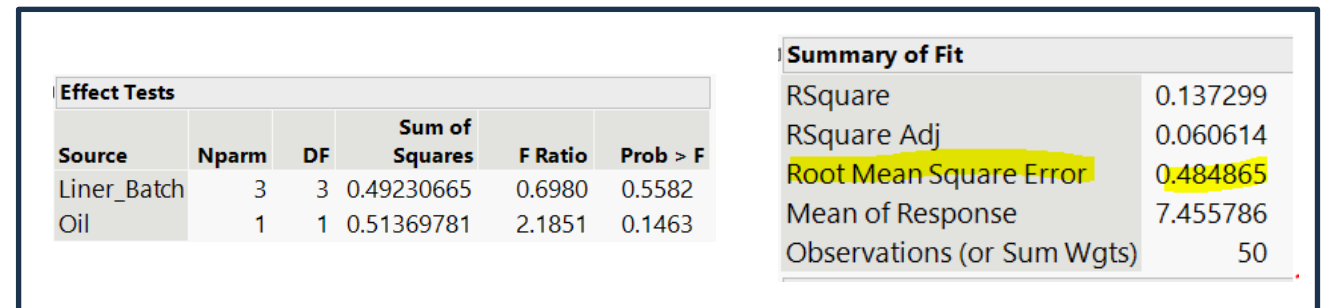 Effect Tests
Sum of
Source Nparm DF Squares F Ratio Prob > F
Liner_Batch 3 3 0.49230665 0.6980 0.5582
Oil 1 1 0.51369781 2.1851 0.1463
Summary of Fit
RSquare 0.137299
RSquare Adj 0.060614
Root Mean Square Error 0.484865
Mean of Response 7.455786
Observations (or Sum Wgts) 50